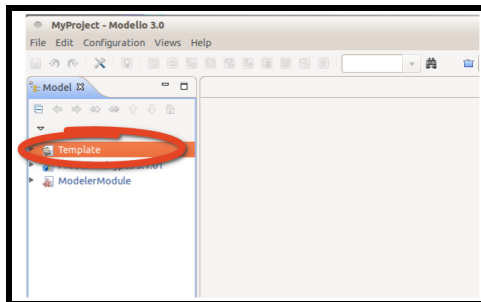 MyProject - Modelio 3.0
File Edit Configuration Views Help
Model
Template
ModelerModule